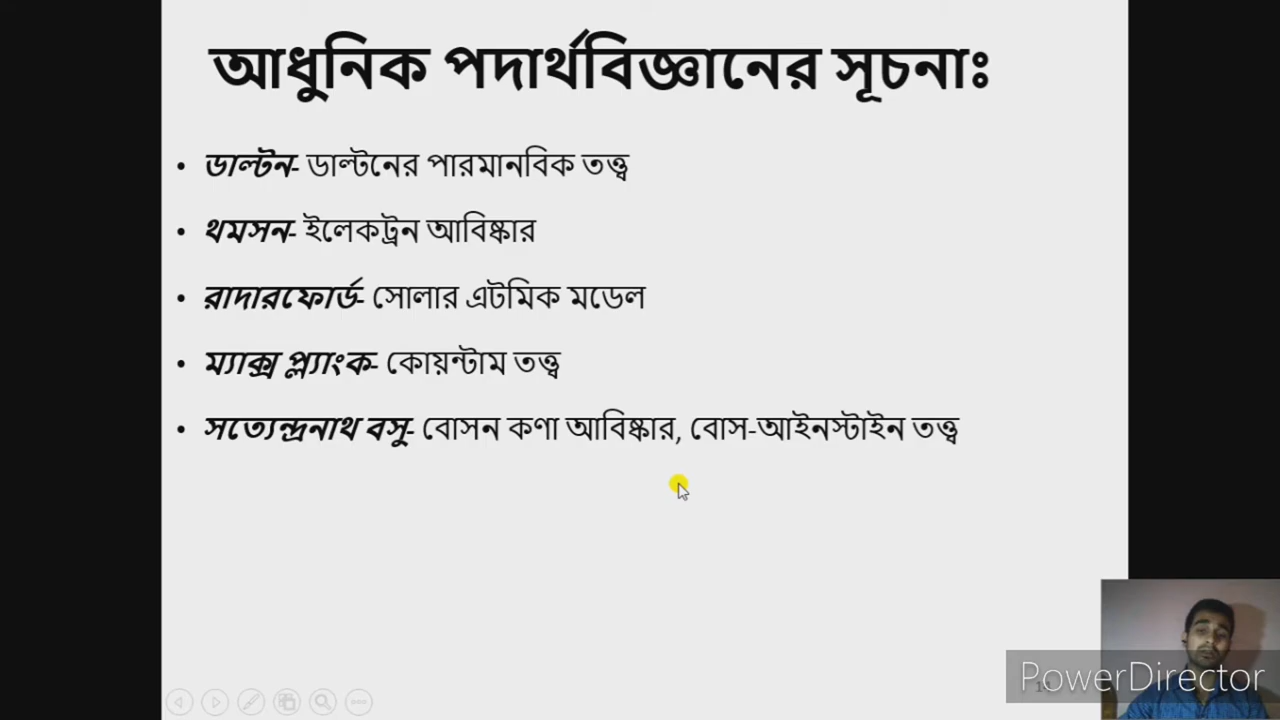 আধুনিক পদার্থবিজ্ঞানের সূচনাঃ
• ডাল্টন- ডাল্টনের পারমানবিক তত্ত্ব
• থমসন- ইলেকট্রন আবিষ্কার
• রাদারফোর্ড- সোলার এটমিক মডেল
• ম্যাক্স প্ল্যাংক- কোয়ন্টাম তত্ত্ব
• সত্যেন্দ্রনাথ বসু- বোসন কণা আবিষ্কার, বোস-আইনস্টাইন তত্ত্ব
PowerDirector